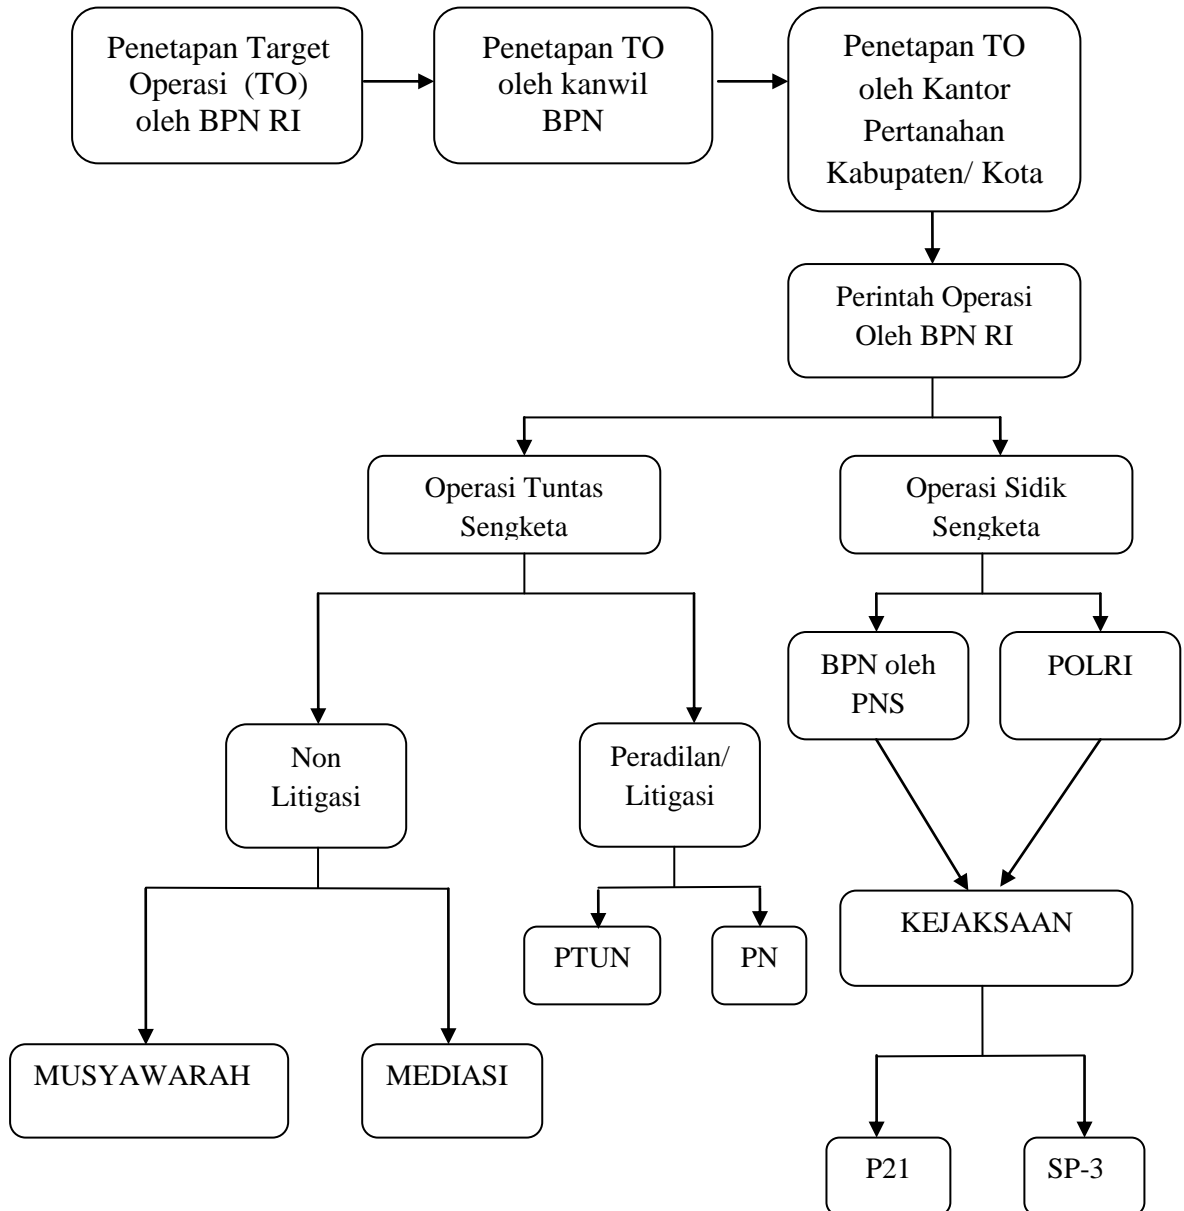 Penetapan Target
Operasi (TO)
oleh BPN RI
Penetapan TO
oleh kanwil
BPN
Penetapan TO
oleh Kantor
Pertanahan
Kabupaten/ Kota
Perintah Operasi
Oleh BPN RI
Operasi Tuntas
Sengketa
Operasi Sidik
Sengketa
BPN oleh
PNS
POLRI
Non
Litigasi
Peradilan/
Litigasi
KEJAKSAAN
PTUN
PN
MUSYAWARAH
MEDIASI
P21
SP-3